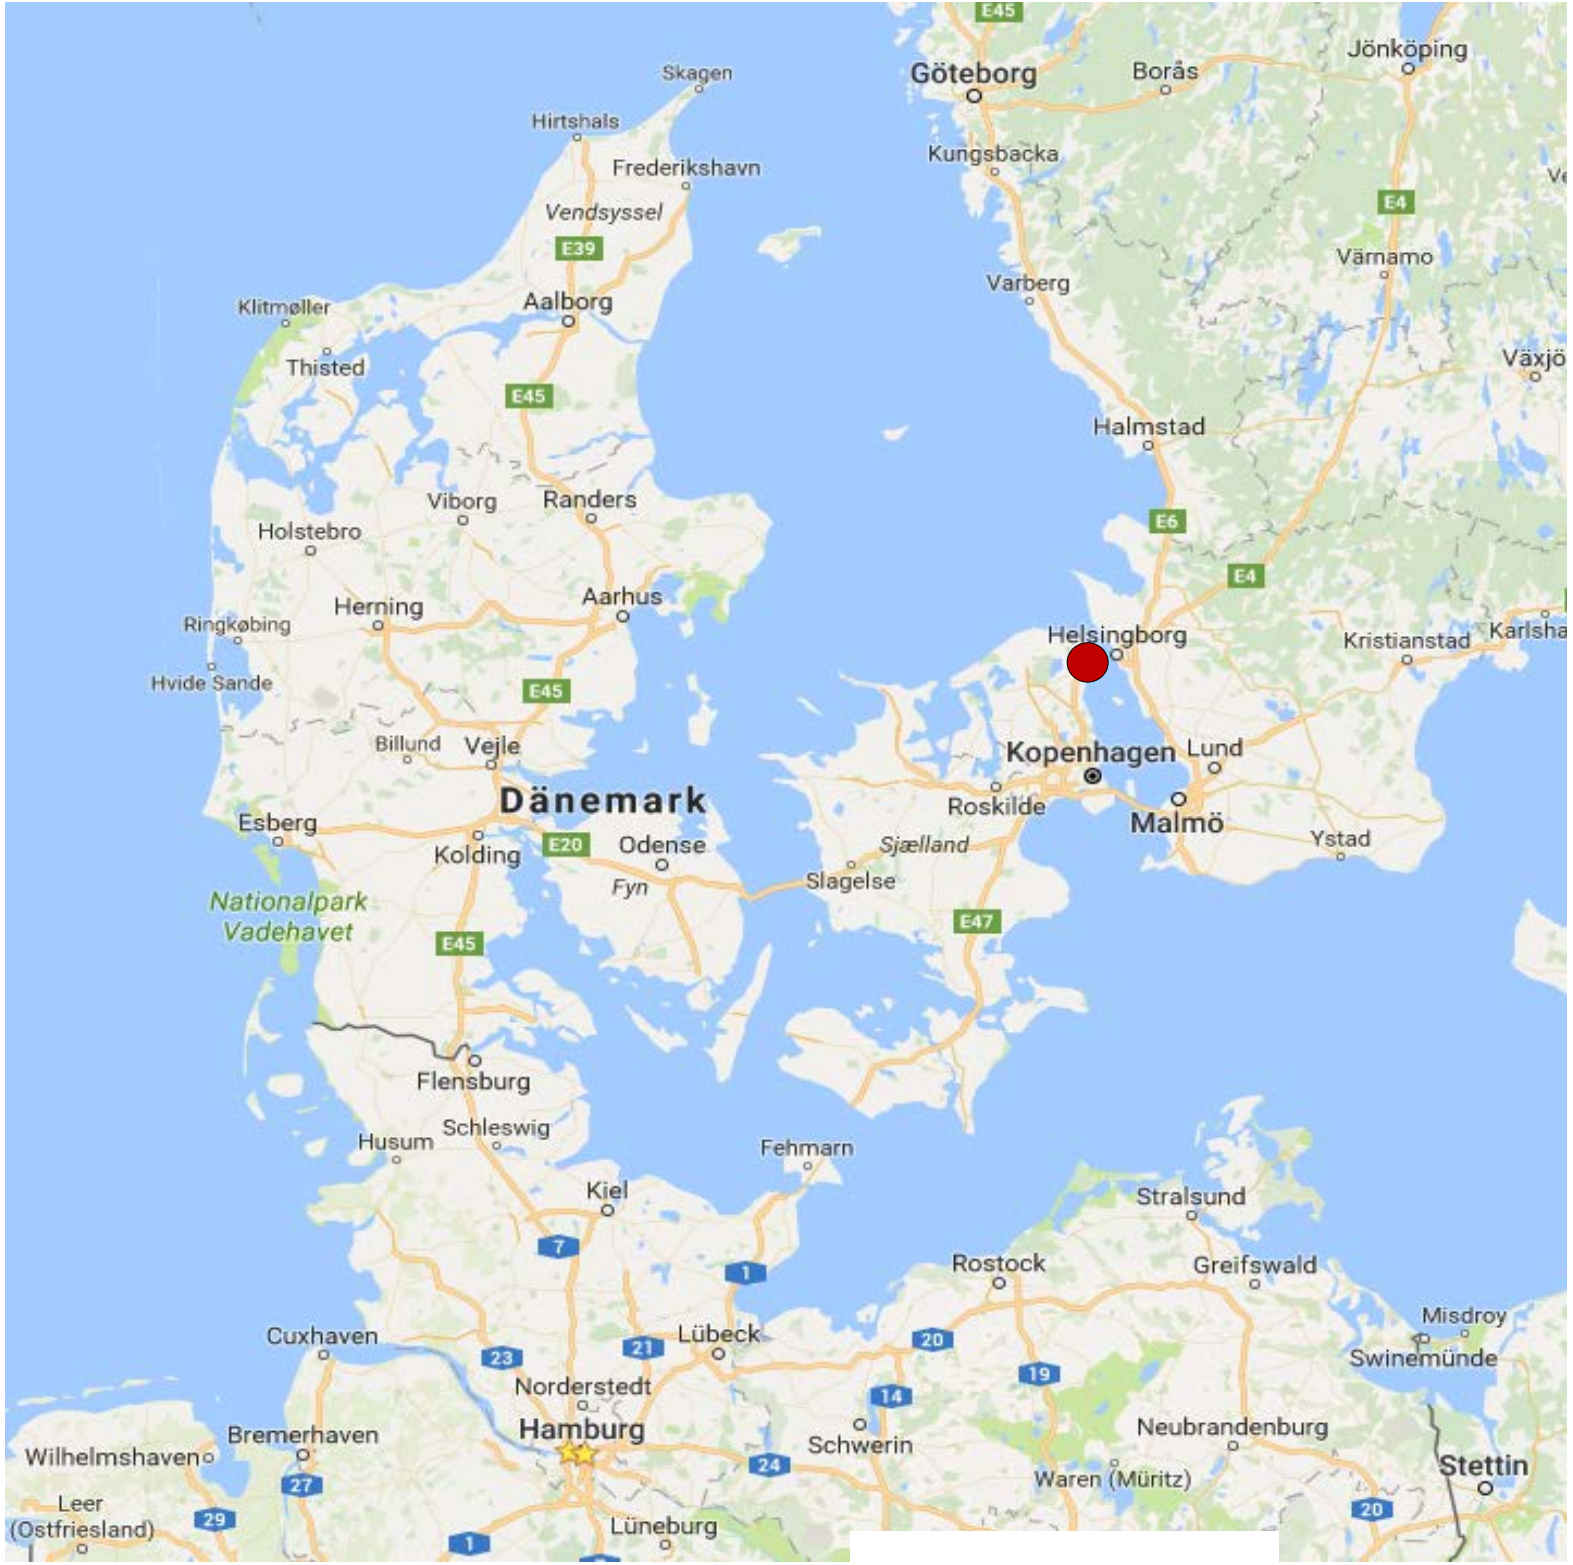 E45
Jönköping
Göteborg
Borås
Skagen
Hirtshals
Kungsbacka
Frederikshavn
E4
Vendsyssel
E39
Värnamo
Varberg
Aalborg
Klitmøller
Thisted
Växjö
E45
Halmstad
Viborg
Randers
E6
Holstebro
E4
Aarhus
Herning
Ringkøbing
Helsingborg
Kristianstad
Karlsha
Hvide Sande
E45
Billund
Vejle
Kopenhagen
Lund
Dänemark
Roskilde
Esberg
Malmö
E20
Odense
Sjælland
Ystad
Kolding
Fyn
Slagelse
Nationalpark
Vadehavet
E47
E45
Flensburg
Schleswig
Husum
Fehmarn
Kiel
Stralsund
7
Rostock
Greifswald
1
Misdroy
Cuxhaven
Lübeck
20
21
23
Swinemünde
19
Norderstedt
14
Hamburg
Neubrandenburg
Bremerhaven
Schwerin
Wilhelmshaven
24
Stettin
Waren (Müritz)
27
Leer
(Ostfriesland)
29
20
Lüneburg
1